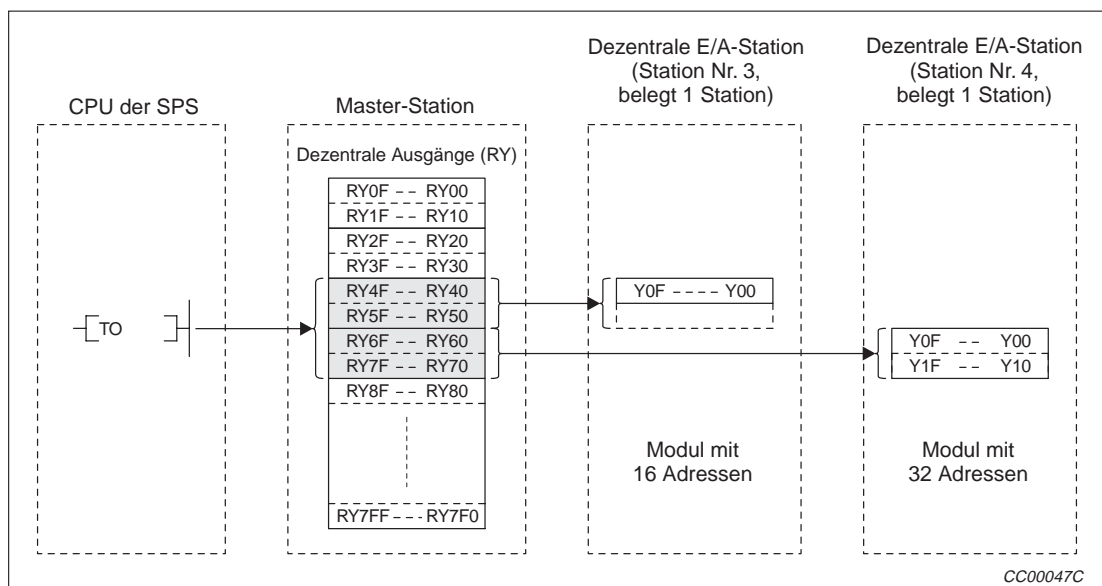 CPU der SPS
TO
Master-Station
Dezentrale Ausgänge (RY)
RY0F - - RY00
RY1F - - RY10
RY2F - - RY20
RY3F - - RY30
RY4F - - RY40
RY5F - - RY50
RY6F - - RY60
RY7F - - RY70
RY8F - - RY80
RY7FF - - - RY7F0
Dezentrale E/A-Station
(Station Nr. 3,
belegt 1 Station)
Y0F - - - - Y00
Modul mit
16 Adressen
Dezentrale E/A-Station
(Station Nr. 4,
belegt 1 Station)
Y0F - - Y00
Y1F - - Y10
Modul mit
32 Adressen
CC00047C